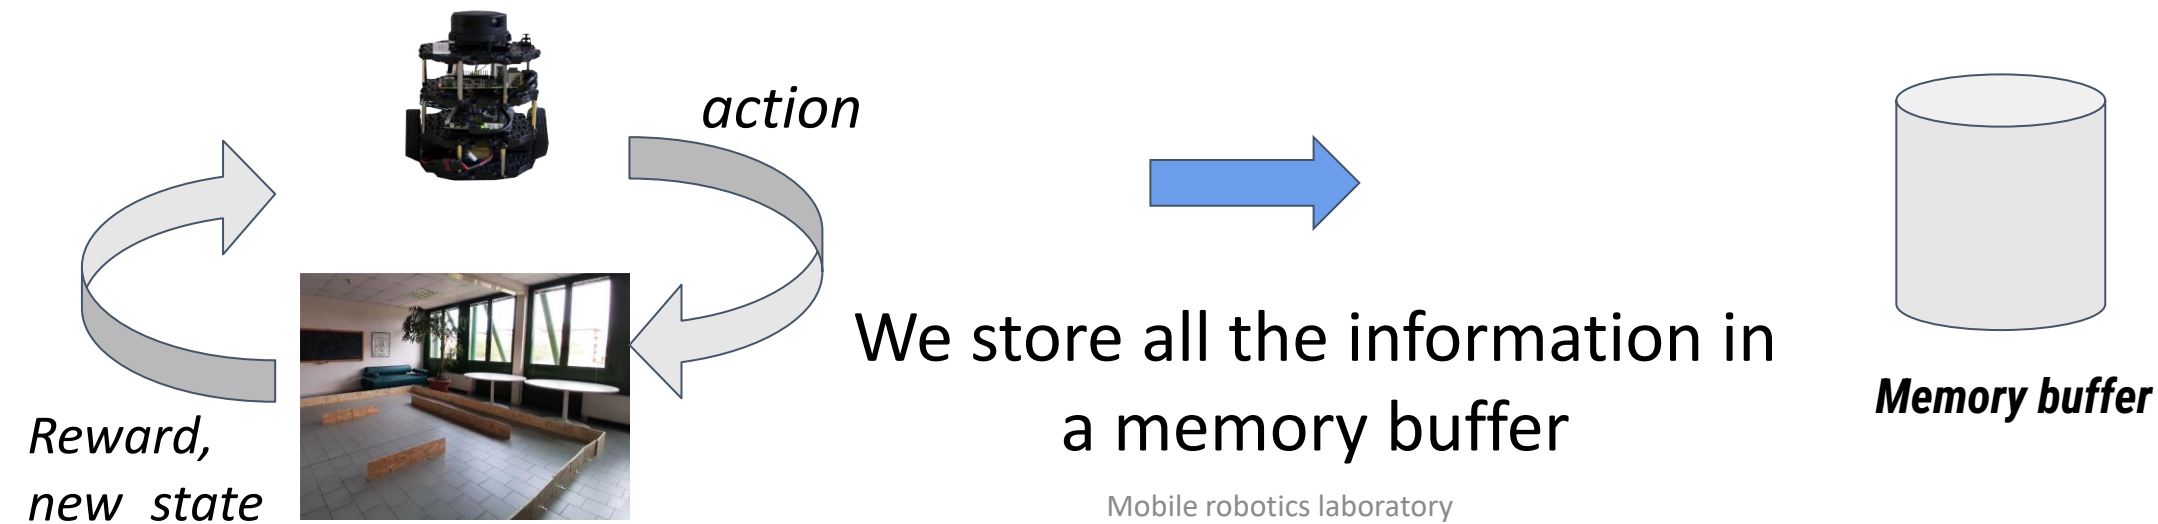 action
We store all the information in
a memory buffer
Memory buffer
Reward,
new state
Mobile robotics laboratory